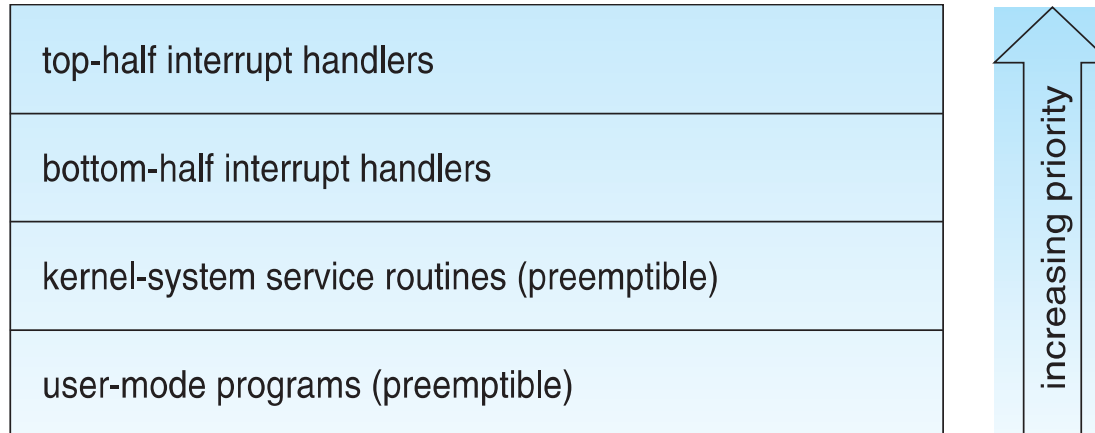 top-half interrupt handlers
bottom-half interrupt handlers
kernel-system service routines (preemptible)
user-mode programs (preemptible)
increasing priority